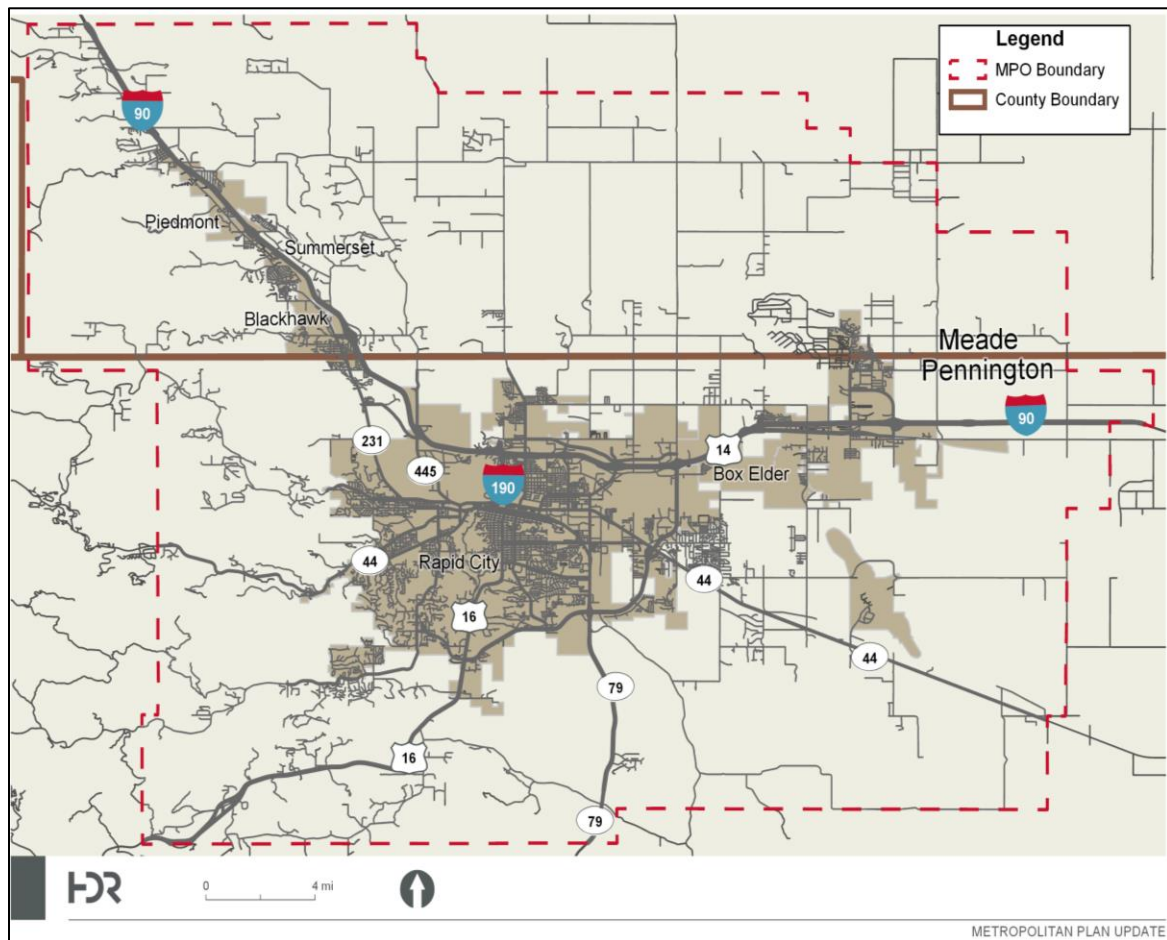 Legend
MPO Boundary
County Boundary
90
Piedmont
Summerset
Blackhawk
Meade
Pennington
90
231
14
445
190
Box Elder
44
Rapid City
44
16
44
79
16
79
HDR
0 4 mi
METROPOLITAN PLAN UPDATE